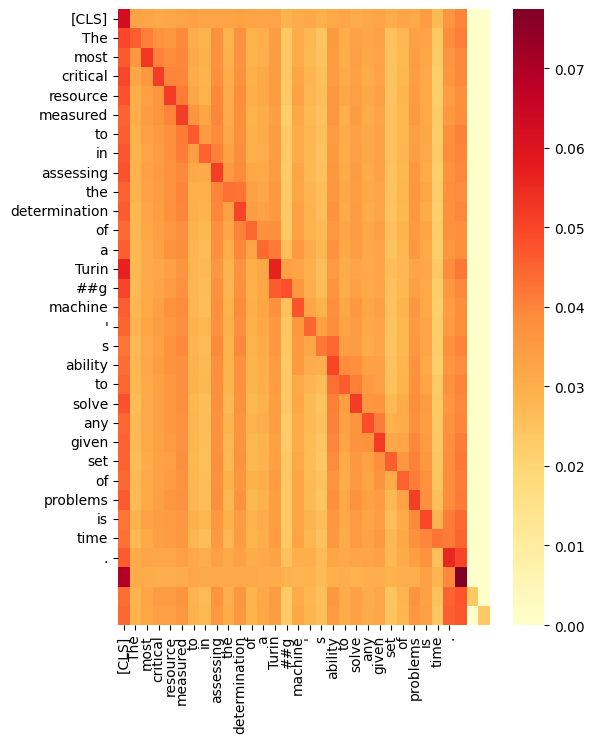 [CLS]
The
most
critical
resource
measured
to
in
assessing
the
determination
of
a
Turin
##g
machine
'
s
ability
to
solve
any
given
set
of
problems
is
time
.
[CLS] The most critical resource measured to in assessing the determination of a Turin ##g machine ' s ability to solve any given set of problems is time .
0.07
0.06
0.05
0.04
0.03
0.02
0.01
0.00